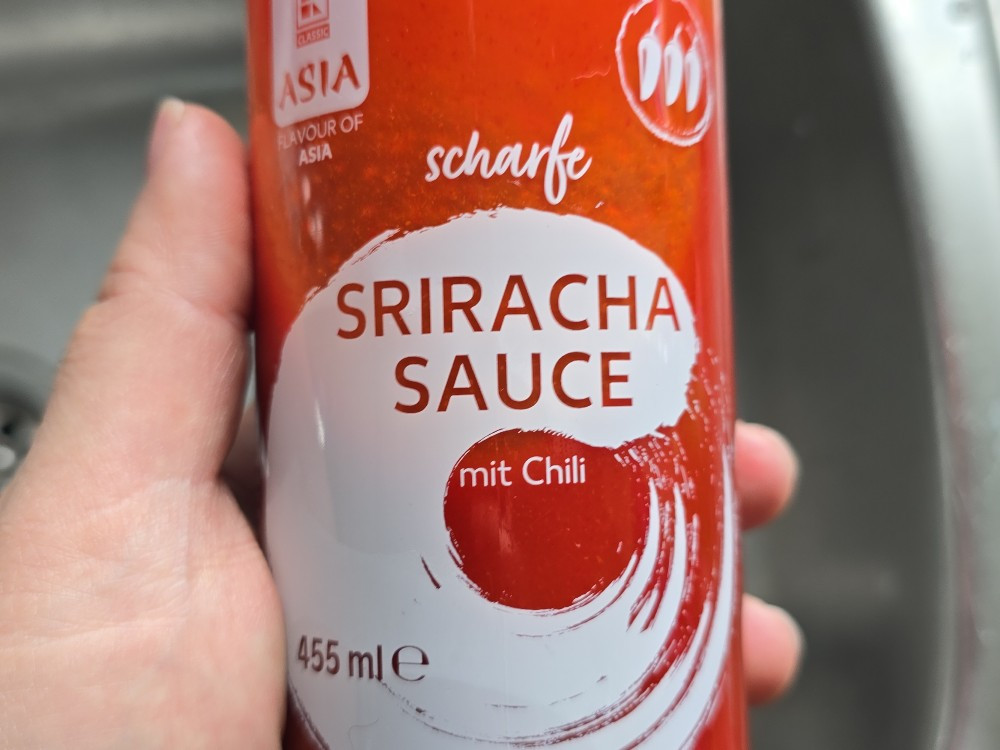 CLASSIC
ASIA
FLAVOUR OF
ASIA
scharfe
SRIRACHA
SAUCE
mit Chili
455 ml ℮